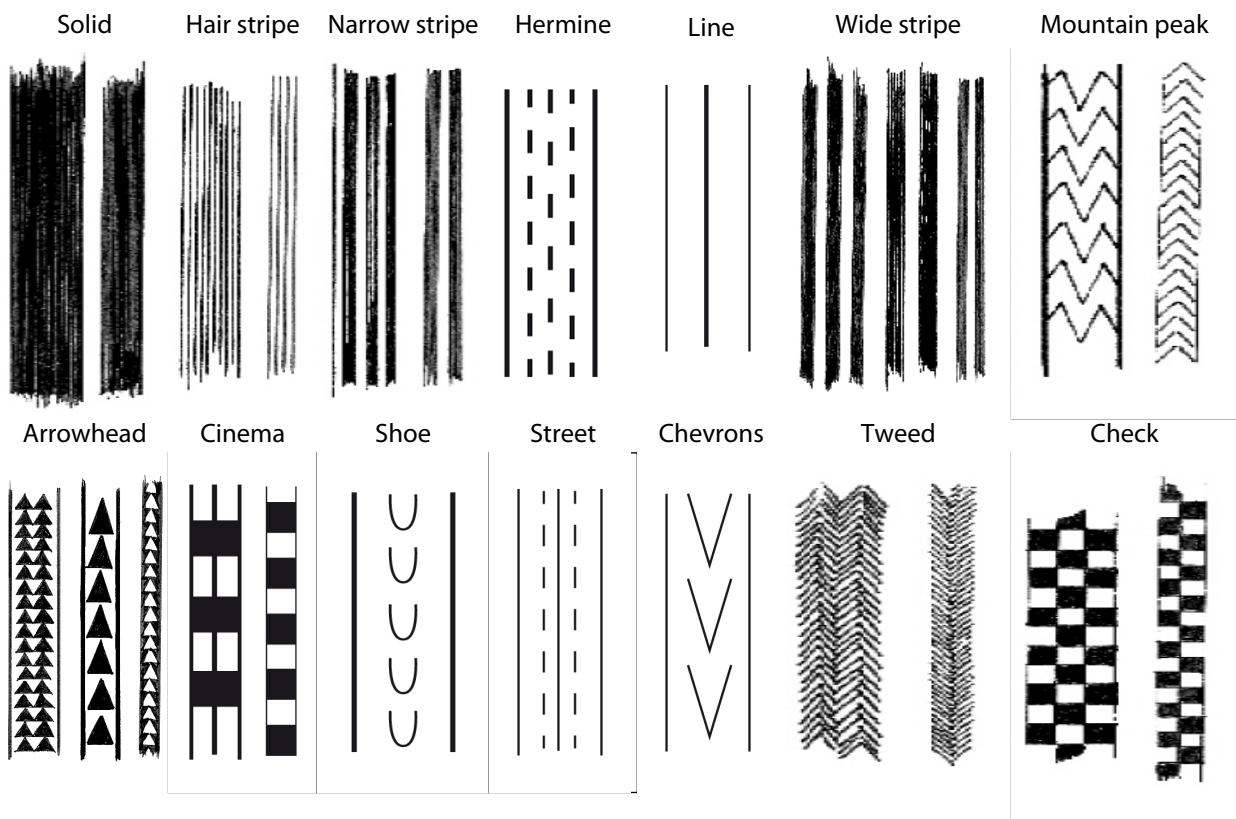 Solid
Hair stripe
Narrow stripe
Hermine
Line
Wide stripe
Mountain peak
Arrowhead
Cinema
Shoe
Street
Chevrons
Tweed
Check